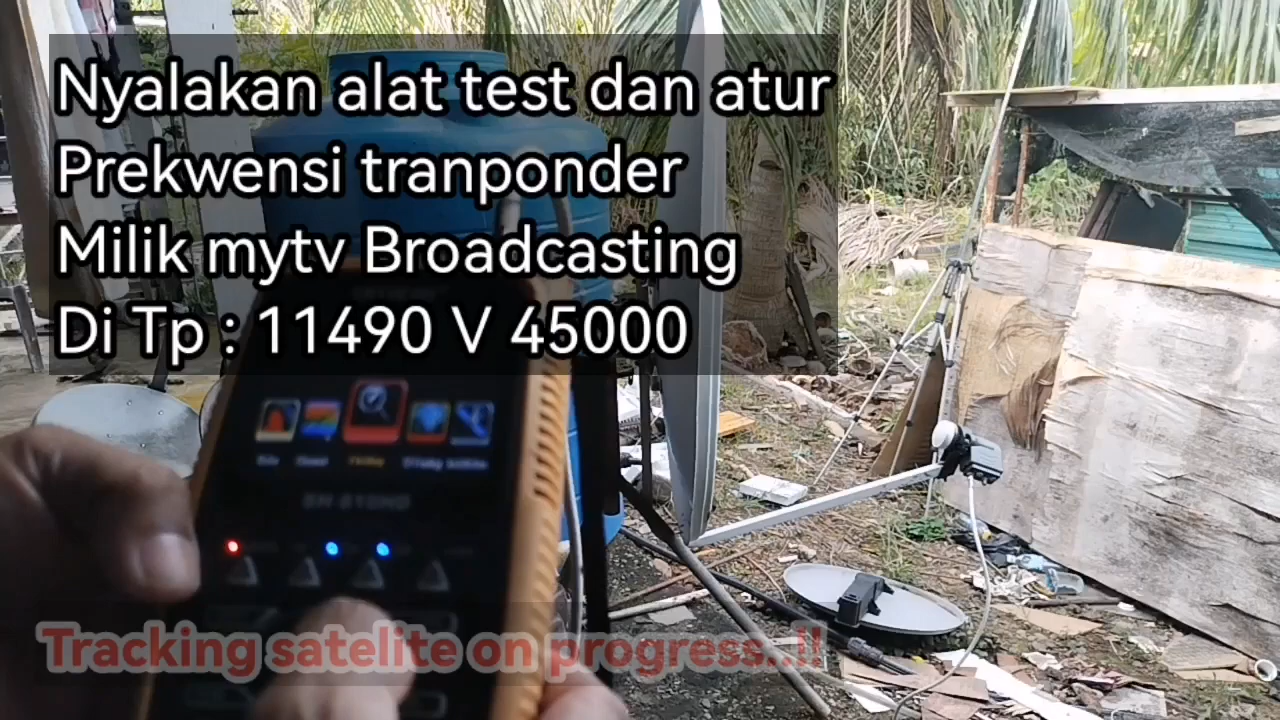 Nyalakan alat test dan atur
Prekwensi tranponder
Milik mytv Broadcasting
Di Tp : 11490 V 45000
Tracking satelite on progress..!!